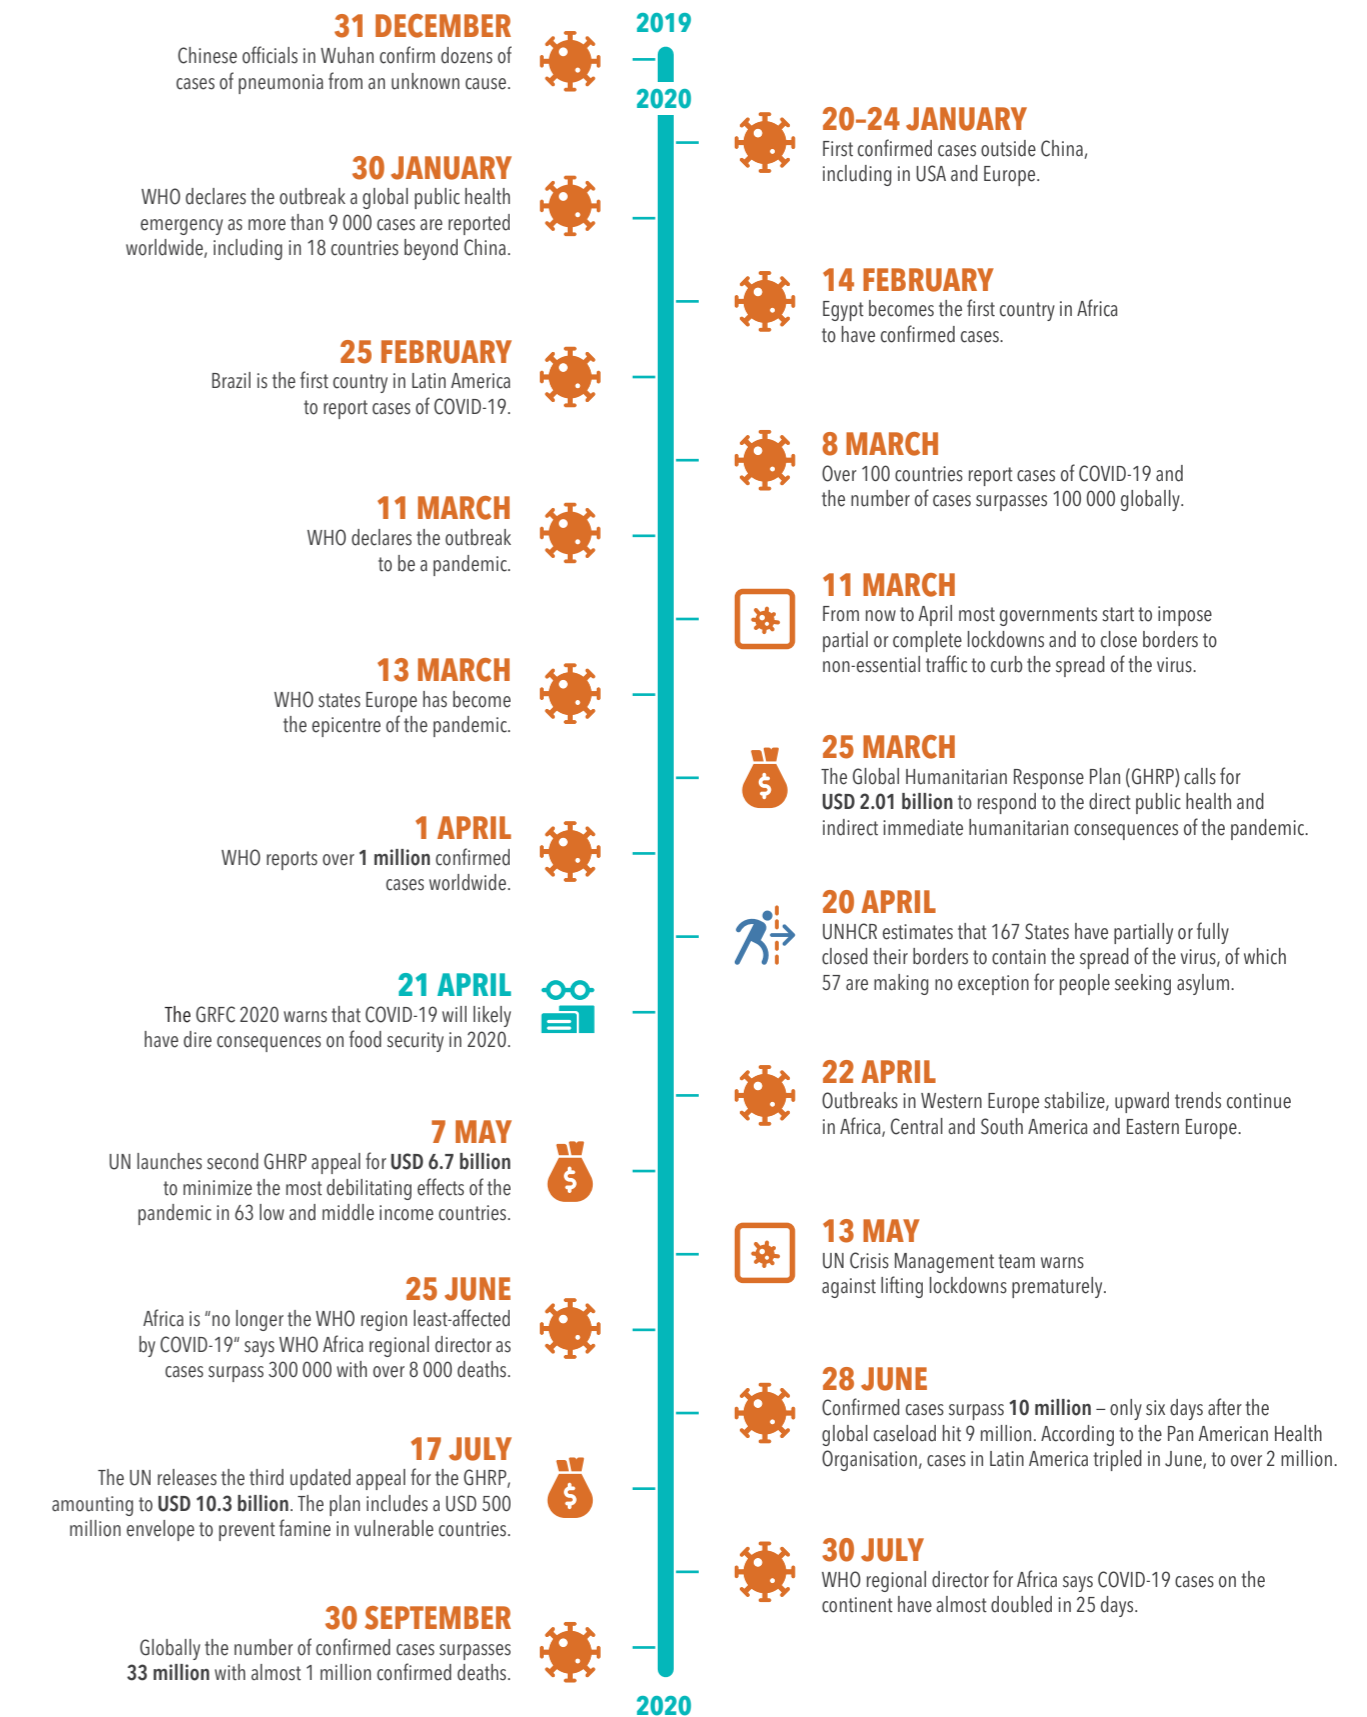 2019
31 DECEMBER
Chinese officials in Wuhan confirm dozens of
cases of pneumonia from an unknown cause.
2020
20–24 JANUARY
First confirmed cases outside China,
including in USA and Europe.
30 JANUARY
WHO declares the outbreak a global public health
emergency as more than 9 000 cases are reported
worldwide, including in 18 countries beyond China.
14 FEBRUARY
Egypt becomes the first country in Africa
to have confirmed cases.
25 FEBRUARY
Brazil is the first country in Latin America
to report cases of COVID-19.
8 MARCH
Over 100 countries report cases of COVID-19 and
the number of cases surpasses 100 000 globally.
11 MARCH
WHO declares the outbreak
to be a pandemic.
11 MARCH
From now to April most governments start to impose
partial or complete lockdowns and to close borders to
non-essential traffic to curb the spread of the virus.
13 MARCH
WHO states Europe has become
the epicentre of the pandemic.
25 MARCH
The Global Humanitarian Response Plan (GHRP) calls for
USD 2.01 billion to respond to the direct public health and
indirect immediate humanitarian consequences of the pandemic.
$
1 APRIL
WHO reports over 1 million confirmed
cases worldwide.
20 APRIL
UNHCR estimates that 167 States have partially or fully
closed their borders to contain the spread of the virus, of which
57 are making no exception for people seeking asylum.
21 APRIL
The GRFC 2020 warns that COVID-19 will likely
have dire consequences on food security in 2020.
22 APRIL
Outbreaks in Western Europe stabilize, upward trends continue
in Africa, Central and South America and Eastern Europe.
7 MAY
UN launches second GHRP appeal for USD 6.7 billion
to minimize the most debilitating effects of the
pandemic in 63 low and middle income countries.
$
13 MAY
UN Crisis Management team warns
against lifting lockdowns prematurely.
25 JUNE
Africa is “no longer the WHO region least-affected
by COVID-19” says WHO Africa regional director as
cases surpass 300 000 with over 8 000 deaths.
28 JUNE
Confirmed cases surpass 10 million – only six days after the
global caseload hit 9 million. According to the Pan American Health
Organisation, cases in Latin America tripled in June, to over 2 million.
17 JULY
The UN releases the third updated appeal for the GHRP,
amounting to USD 10.3 billion. The plan includes a USD 500
million envelope to prevent famine in vulnerable countries.
$
30 JULY
WHO regional director for Africa says COVID-19 cases on the
continent have almost doubled in 25 days.
30 SEPTEMBER
Globally the number of confirmed cases surpasses
33 million with almost 1 million confirmed deaths.
2020